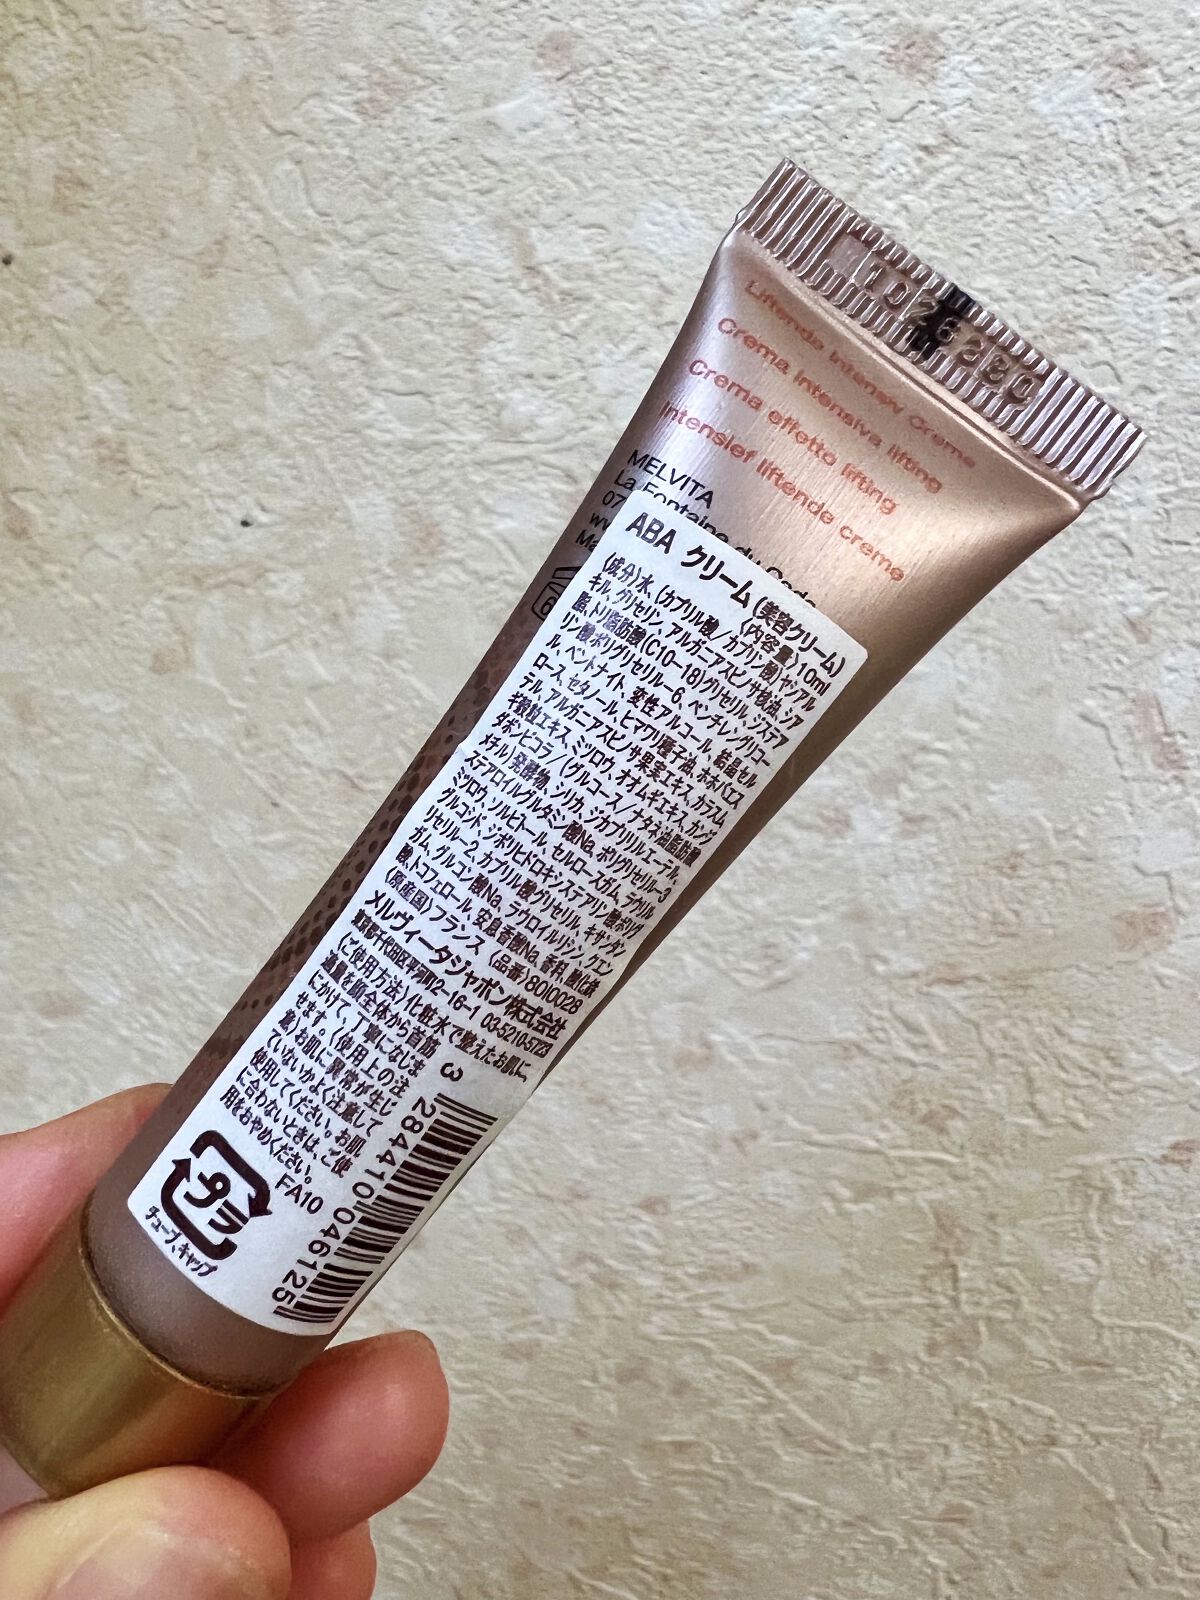 Liftende Intensiv Creme
Crema intensiva lifting
Crema effetto lifting
Intensief liftende creme
MELVITA
La Fontaine du
07
ww
Ma
6
ABA クリーム(美容クリーム)
〈内容量〉10ml
〈成分〉水、(カプリル酸/カプリン酸)ヤシアル
キル、グリセリン、アルガニアスピノサ核油、シア
脂、トリ脂肪酸(C10-18)グリセリル、ジステア
リン酸ポリグリセリル-6、ペンチレングリコー
ル、ベントナイト、変性アルコール、結晶セル
ロース、セタノール、ヒマワリ種子油、ホホバエス
テル、アルガニアスピノサ果実エキス、カラスム
ギ穀粒エキス、ミツロウ、オオムギエキス、カンジ
ダボンビコラ/(グルコース/ナタネ油脂肪酸
メチル)発酵物、シリカ、ジカプリリルエーテル、
ステアロイルグルタミン酸Na、ポリグリセリル-3
ミツロウ、ソルビトール、セルロースガム、ラウリル
グルコシド、ジポリヒドロキシステアリン酸ポリグ
リセリル-2、カプリル酸グリセリル、キサンタン
ガム、グルコン酸Na、ラウロイルリシン、クエン
酸、トコフェロール、安息香酸Na、香料、酸化鉄
〈原産国〉フランス 〈品番〉80I0028
メルヴィータジャポン株式会社
東京都千代田区平河町2-16-1 03-5210-5723
〈ご使用方法〉化粧水で整えたお肌に、
適量を顔全体から首筋
にかけて、丁寧になじま
せます。〈使用上の注
意〉お肌に異常が生じ
ていないかよく注意して
使用してください。お肌
に合わないときは、ご使
用をおやめください。
FA10
プラ
チューブ、キャップ
3 284410 046125